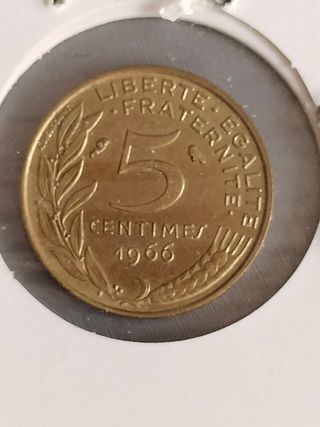 LIBERTE · EGALITE
· FRATERNITE ·
5
CENTIMES
1966